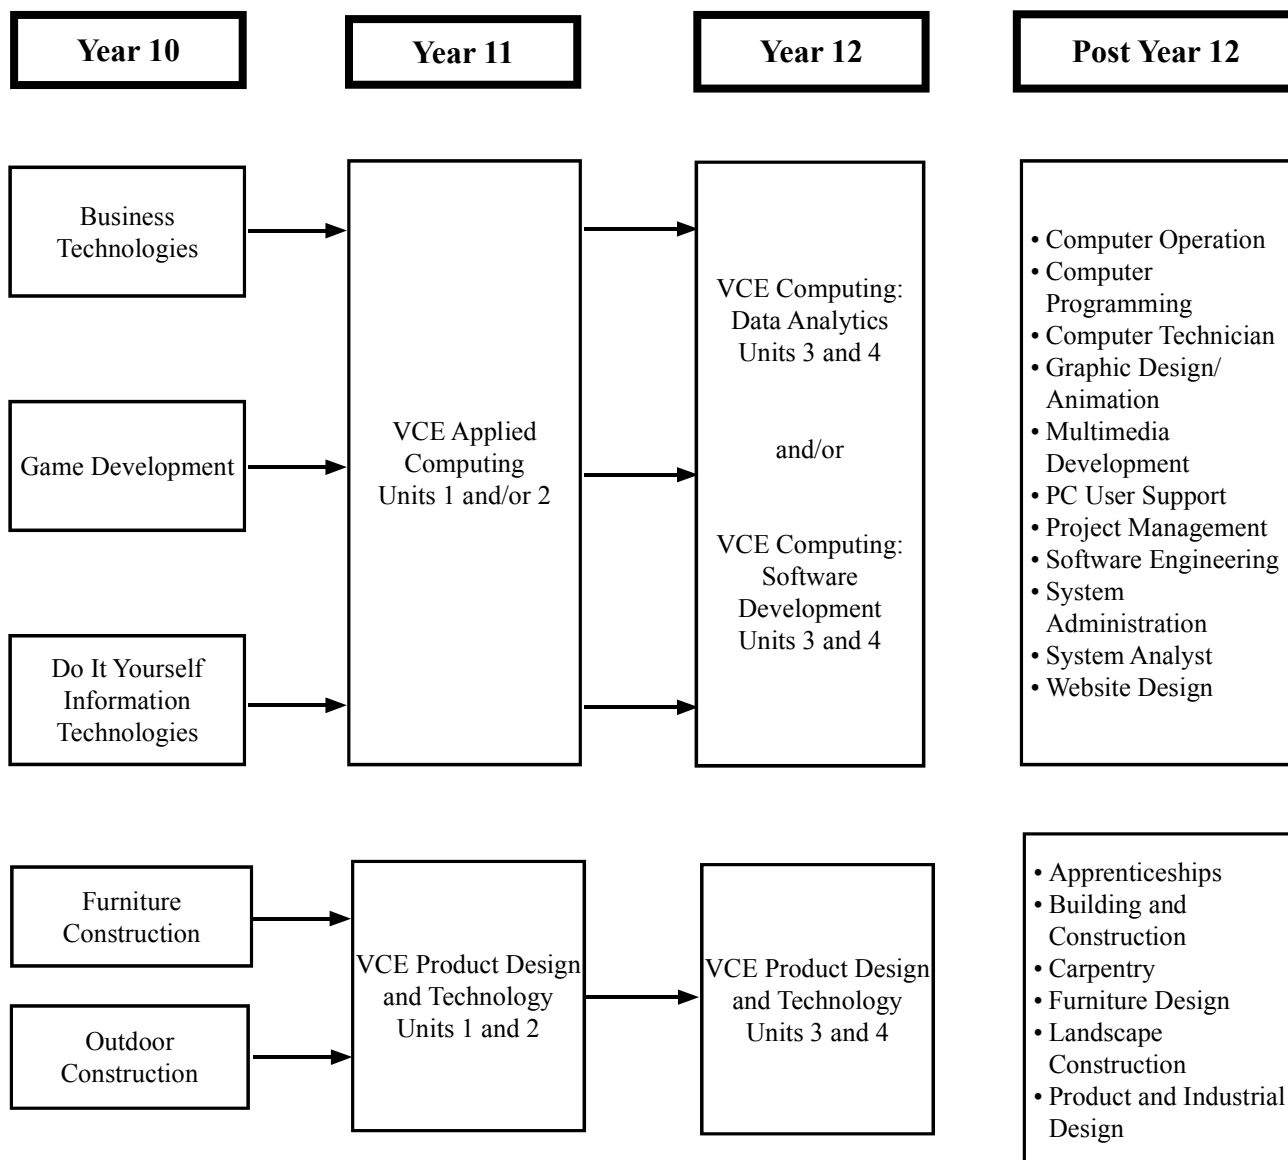 Year 10
Year 11
Year 12
Post Year 12
Business
Technologies
Game Development
Do It Yourself
Information
Technologies
VCE Applied
Computing
Units 1 and/or 2
VCE Computing:
Data Analytics
Units 3 and 4
and/or
VCE Computing:
Software
Development
Units 3 and 4
• Computer Operation
• Computer
Programming
• Computer Technician
• Graphic Design/
Animation
• Multimedia
Development
• PC User Support
• Project Management
• Software Engineering
• System
Administration
• System Analyst
• Website Design
Furniture
Construction
Outdoor
Construction
VCE Product Design
and Technology
Units 1 and 2
VCE Product Design
and Technology
Units 3 and 4
• Apprenticeships
• Building and
Construction
• Carpentry
• Furniture Design
• Landscape
Construction
• Product and Industrial
Design